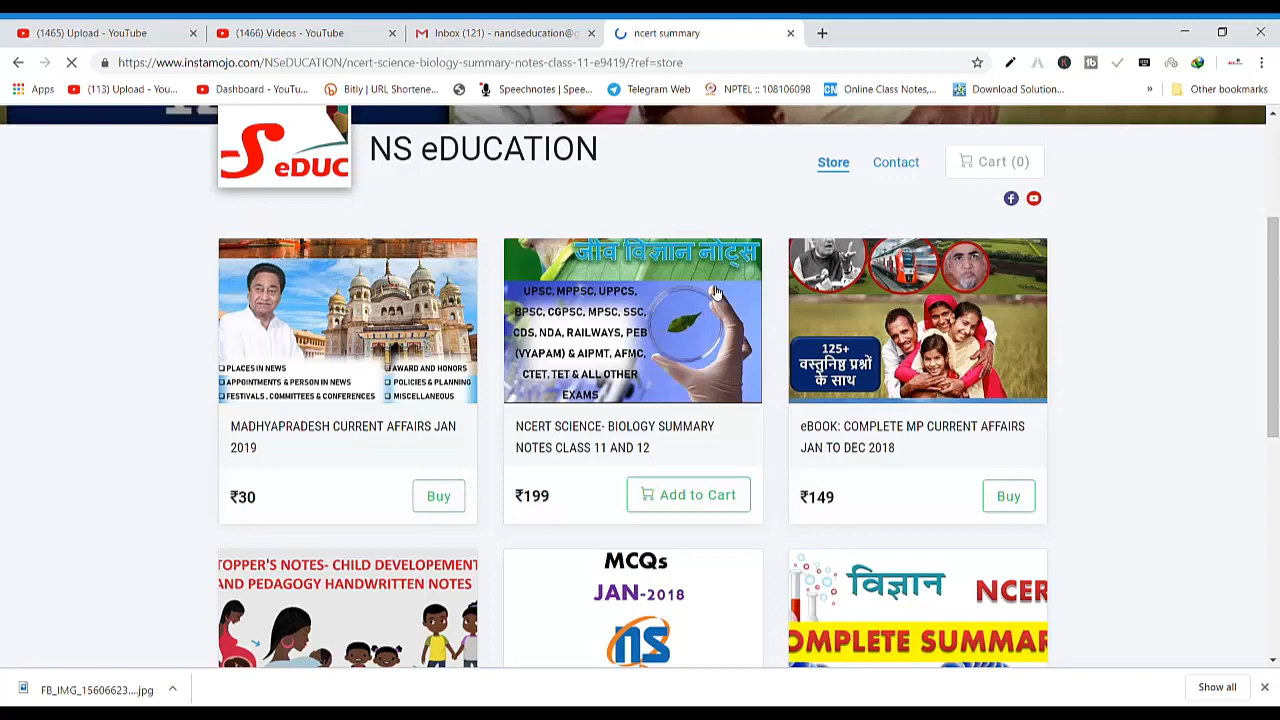 (1465) Upload - YouTube
(1466) Videos - YouTube
Inbox (121) - nandseducation@g
ncert summary
https://www.instamojo.com/NSeDUCATION/ncert-science-biology-summary-notes-class-11-e9419/?ref=store
Apps
(113) Upload - You...
Dashboard - YouTu...
Bitly | URL Shortene...
Speechnotes | Spee...
Telegram Web
NPTEL :: 108106098
Online Class Notes,...
Download Solution...
»
Other bookmarks
S eDUC
NS eDUCATION
Store
Contact
Cart (0)
PLACES IN NEWS
APPOINTMENTS & PERSON IN NEWS
FESTIVALS, COMMITTEES & CONFERENCES
AWARD AND HONORS
POLICIES & PLANNING
MISCELLANEOUS
MADHYAPRADESH CURRENT AFFAIRS JAN
2019
₹30
Buy
जीव विज्ञान नोट्स
UPSC, MPPSC, UPPCS,
BPSC, CGPSC, MPSC, SSC,
CDS, NDA, RAILWAYS, PEB
(VYAPAM) & AIPMT, AFMC,
CTET, TET & ALL OTHER
EXAMS
NCERT SCIENCE- BIOLOGY SUMMARY
NOTES CLASS 11 AND 12
₹199
Add to Cart
125+
वस्तुनिष्ठ प्रश्नों
के साथ
eBOOK: COMPLETE MP CURRENT AFFAIRS
JAN TO DEC 2018
₹149
Buy
TOPPER'S NOTES- CHILD DEVELOPEMENT
AND PEDAGOGY HANDWRITTEN NOTES
MCQs
JAN-2018
ns
विज्ञान
NCER
OMPLETE SUMMAR
FB_IMG_15606623....jpg
Show all